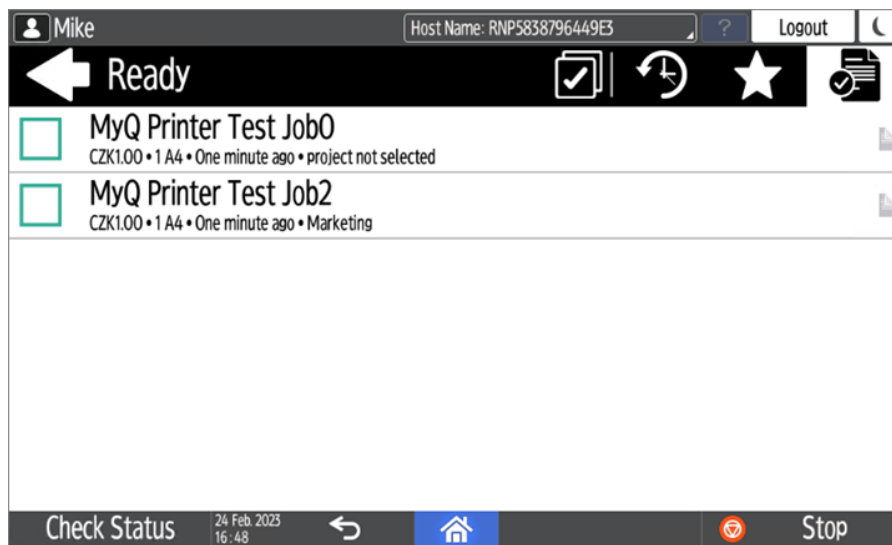 Mike
Host Name: RNP5838796449E3
?
Logout
Ready
MyQ Printer Test Job0
CZK1.00 • 1 A4 • One minute ago • project not selected
MyQ Printer Test Job2
CZK1.00 • 1 A4 • One minute ago • Marketing
Check Status
24 Feb. 2023
16:48
Stop